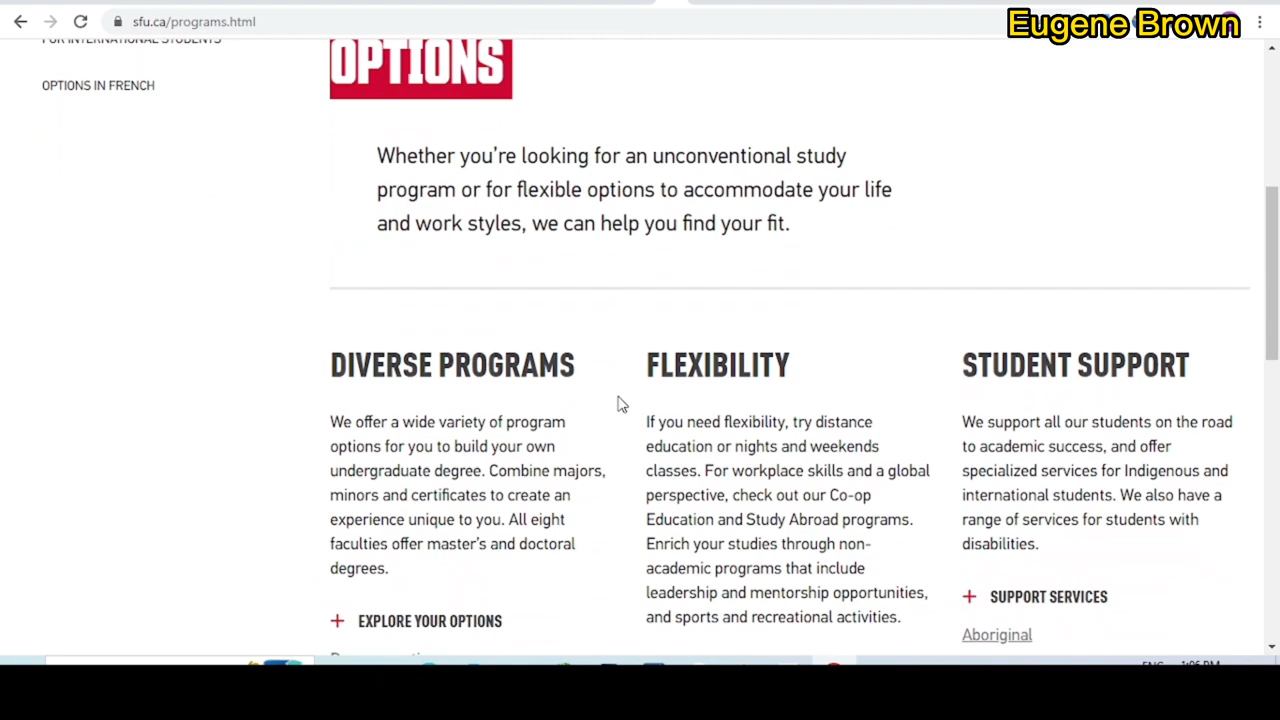 sfu.ca/programs.html
Eugene Brown
FOR INTERNATIONAL STUDENTS
OPTIONS IN FRENCH
OPTIONS
Whether you’re looking for an unconventional study
program or for flexible options to accommodate your life
and work styles, we can help you find your fit.
DIVERSE PROGRAMS
We offer a wide variety of program
options for you to build your own
undergraduate degree. Combine majors,
minors and certificates to create an
experience unique to you. All eight
faculties offer master’s and doctoral
degrees.
+ EXPLORE YOUR OPTIONS
FLEXIBILITY
If you need flexibility, try distance
education or nights and weekends
classes. For workplace skills and a global
perspective, check out our Co-op
Education and Study Abroad programs.
Enrich your studies through non-
academic programs that include
leadership and mentorship opportunities,
and sports and recreational activities.
STUDENT SUPPORT
We support all our students on the road
to academic success, and offer
specialized services for Indigenous and
international students. We also have a
range of services for students with
disabilities.
+ SUPPORT SERVICES
Aboriginal
ENG 1:06 PM